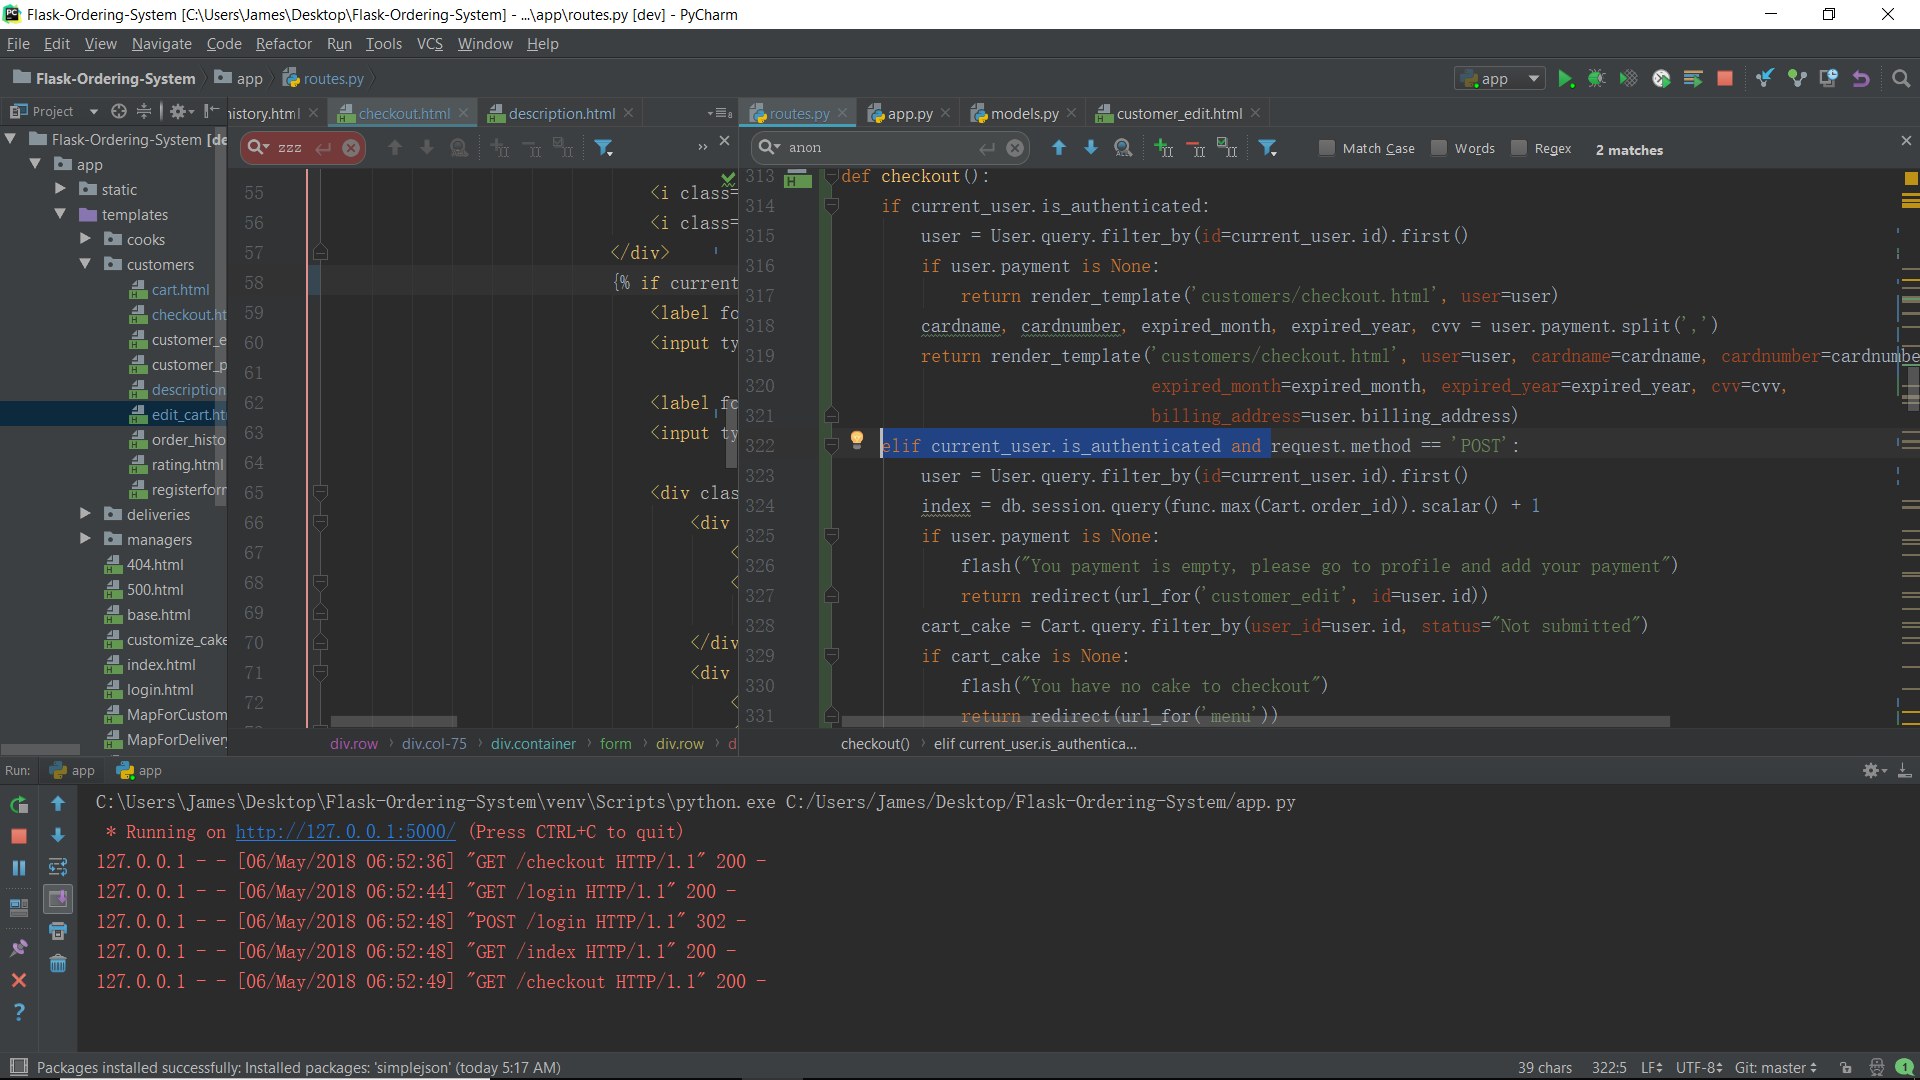 Flask-Ordering-System [C:\Users\James\Desktop\Flask-Ordering-System] - ...\app\routes.py [dev] - PyCharm
File Edit View Navigate Code Refactor Run Tools VCS Window Help
Flask-Ordering-System app routes.py
app
Project
istory.html checkout.html description.html
routes.py app.py models.py customer_edit.html
zzz
anon
Match Case Words Regex 2 matches
Flask-Ordering-System [de
app
static
templates
cooks
customers
cart.html
checkout.ht
customer_e
customer_p
description
edit_cart.ht
order_histo
rating.html
registerforr
deliveries
managers
404.html
500.html
base.html
customize_cake
index.html
login.html
MapForCustom
MapForDelivery
55 <i class=
56 <i class=
57 </div>
58 {% if current
59 <label fo
60 <input ty
61
62 <label fo
63 <input ty
64
65 <div clas
66 <div
67 <
68 <
69
70 </div
71 <div
72 <
div.row div.col-75 div.container form div.row d
313 def checkout():
314 if current_user.is_authenticated:
315 user = User.query.filter_by(id=current_user.id).first()
316 if user.payment is None:
317 return render_template('customers/checkout.html', user=user)
318 cardname, cardnumber, expired_month, expired_year, cvv = user.payment.split(',')
319 return render_template('customers/checkout.html', user=user, cardname=cardname, cardnumber=cardnumbe
320 expired_month=expired_month, expired_year=expired_year, cvv=cvv,
321 billing_address=user.billing_address)
322 elif current_user.is_authenticated and request.method == 'POST':
323 user = User.query.filter_by(id=current_user.id).first()
324 index = db.session.query(func.max(Cart.order_id)).scalar() + 1
325 if user.payment is None:
326 flash("You payment is empty, please go to profile and add your payment")
327 return redirect(url_for('customer_edit', id=user.id))
328 cart_cake = Cart.query.filter_by(user_id=user.id, status="Not submitted")
329 if cart_cake is None:
330 flash("You have no cake to checkout")
331 return redirect(url_for('menu'))
checkout() elif current_user.is_authentica...
Run: app app
C:\Users\James\Desktop\Flask-Ordering-System\venv\Scripts\python.exe C:/Users/James/Desktop/Flask-Ordering-System/app.py
* Running on http://127.0.0.1:5000/ (Press CTRL+C to quit)
127.0.0.1 - - [06/May/2018 06:52:36] "GET /checkout HTTP/1.1" 200 -
127.0.0.1 - - [06/May/2018 06:52:44] "GET /login HTTP/1.1" 200 -
127.0.0.1 - - [06/May/2018 06:52:48] "POST /login HTTP/1.1" 302 -
127.0.0.1 - - [06/May/2018 06:52:48] "GET /index HTTP/1.1" 200 -
127.0.0.1 - - [06/May/2018 06:52:49] "GET /checkout HTTP/1.1" 200 -
Packages installed successfully: Installed packages: 'simplejson' (today 5:17 AM)
39 chars 322:5 LF UTF-8 Git: master 1